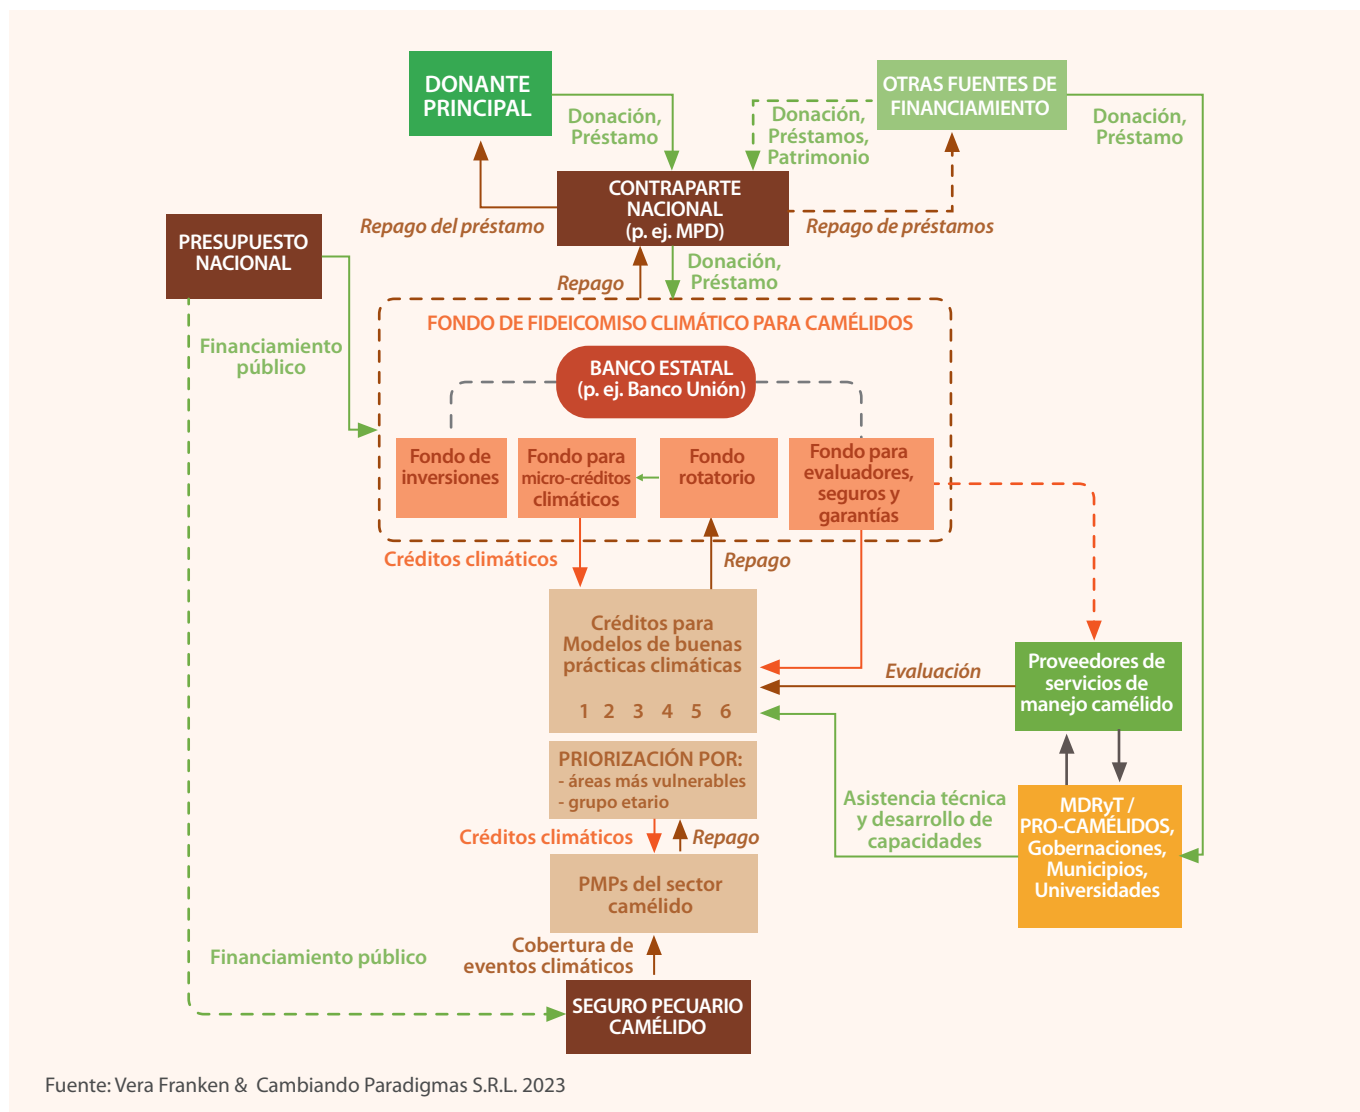 DONANTE
PRINCIPAL
OTRAS FUENTES DE
FINANCIAMIENTO
Donación,
Préstamo
Donación,
Préstamos,
Patrimonio
Donación,
Préstamo
CONTRAPARTE
NACIONAL
(p. ej. MPD)
Repago del préstamo
Repago de préstamos
PRESUPUESTO
NACIONAL
Repago
Donación,
Préstamo
FONDO DE FIDEICOMISO CLIMÁTICO PARA CAMÉLIDOS
Financiamiento
público
BANCO ESTATAL
(p. ej. Banco Unión)
Fondo de
inversiones
Fondo para
micro-créditos
climáticos
Fondo
rotatorio
Fondo para
evaluadores,
seguros y
garantías
Créditos climáticos
Repago
Créditos para
Modelos de buenas
prácticas climáticas
1 2 3 4 5 6
Evaluación
Proveedores de
servicios de
manejo camélido
PRIORIZACIÓN POR:
- áreas más vulnerables
- grupo etario
Asistencia técnica
y desarrollo de
capacidades
MDRyT /
PRO-CAMÉLIDOS,
Gobernaciones,
Municipios,
Universidades
Créditos climáticos
Repago
PMPs del sector
camélido
Cobertura de
eventos climáticos
Financiamiento público
SEGURO PECUARIO
CAMÉLIDO
Fuente: Vera Franken & Cambiando Paradigmas S.R.L. 2023